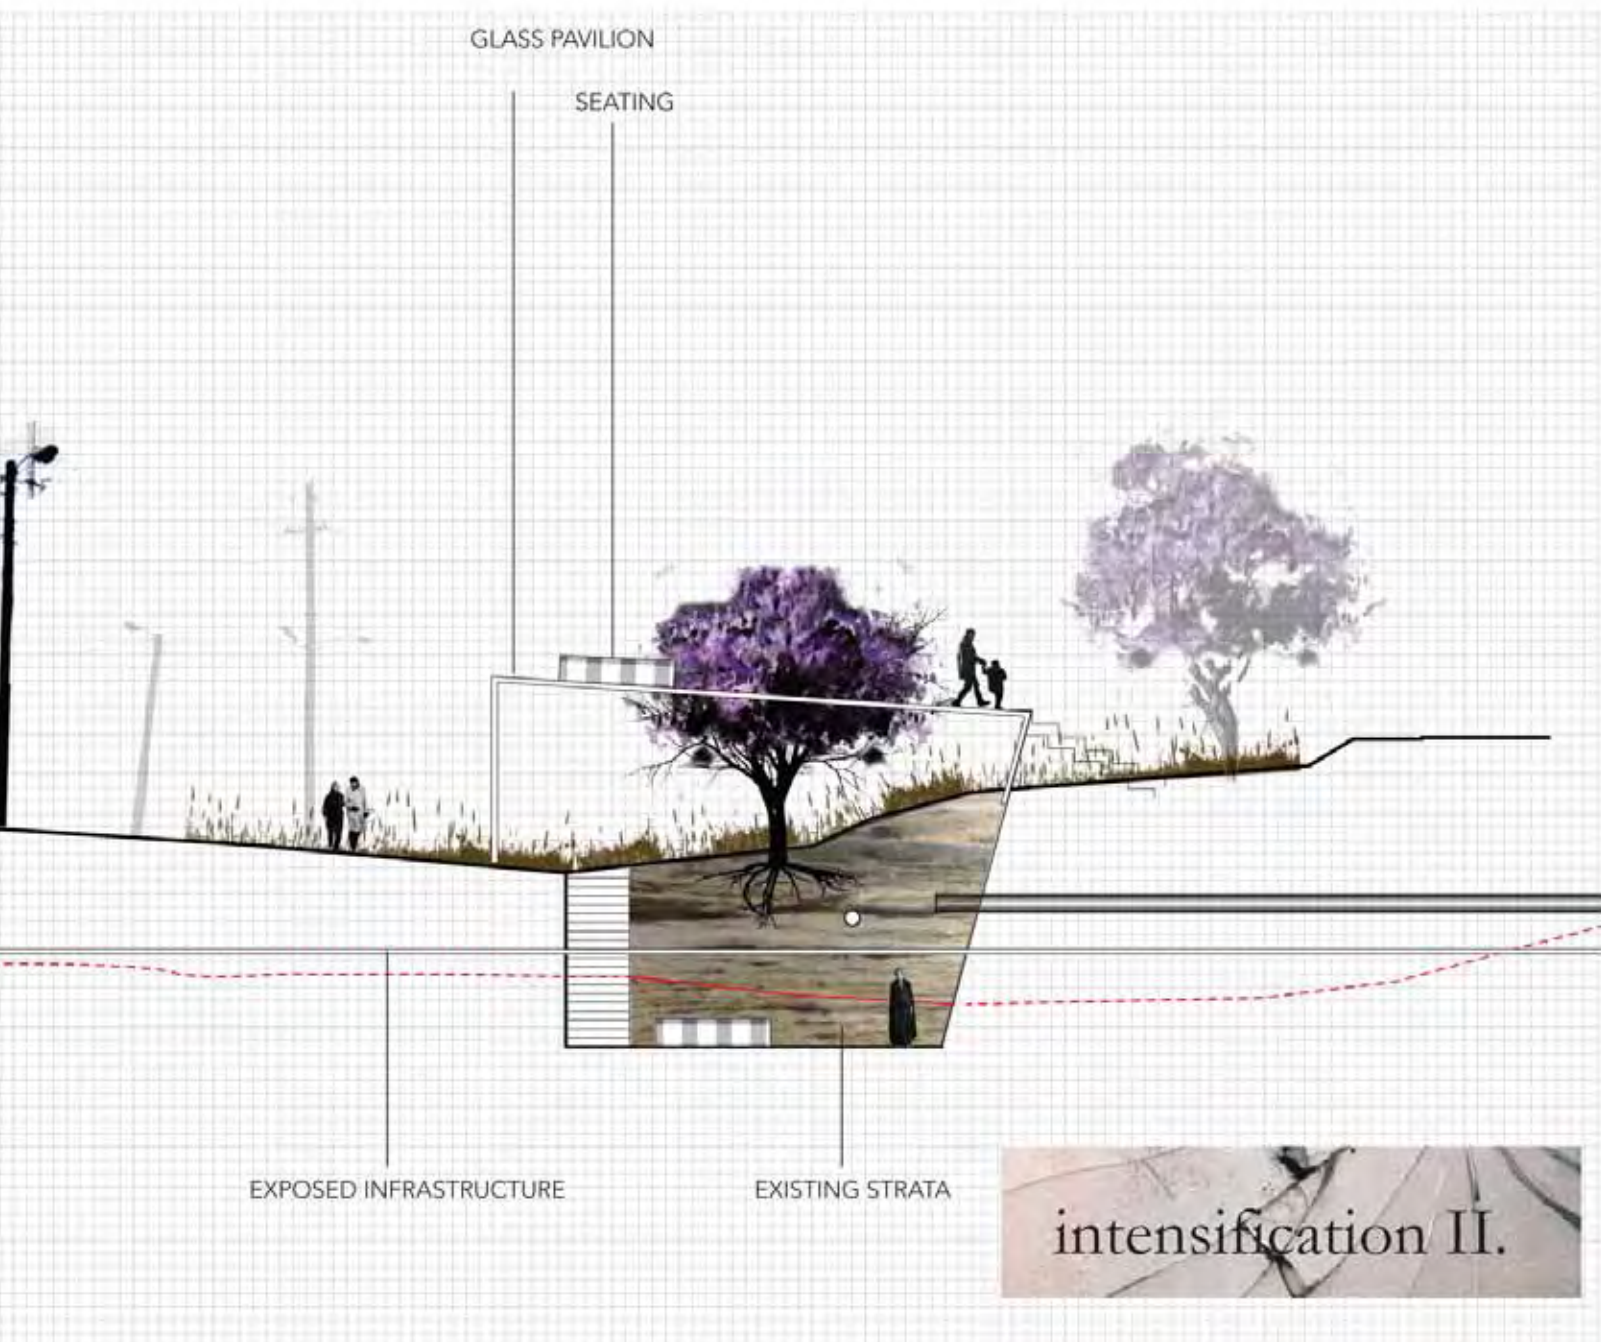 GLASS PAVILION
SEATING
EXPOSED INFRASTRUCTURE
EXISTING STRATA
intensification II.